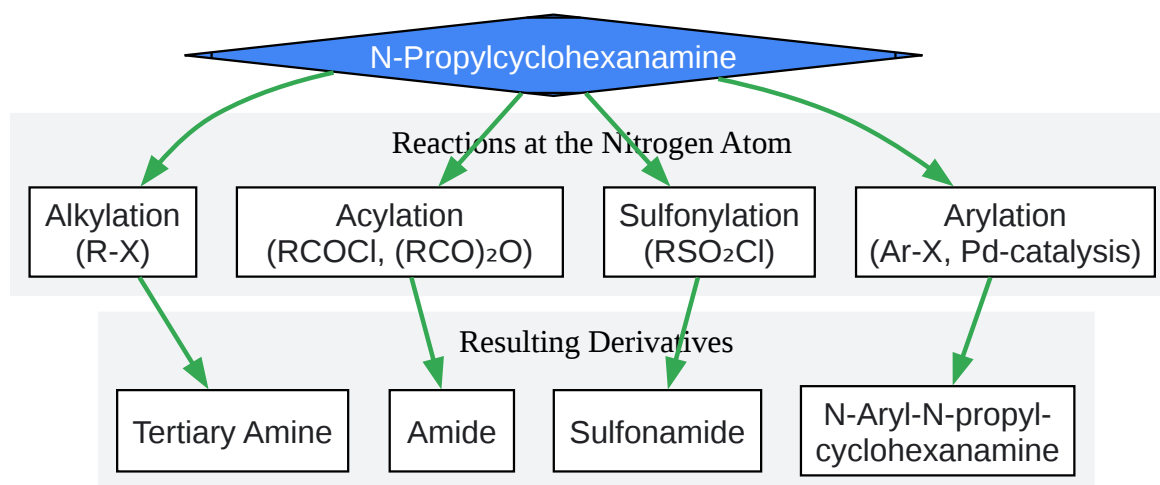 N-Propylcyclohexanamine
Reactions at the Nitrogen Atom
Alkylation
(R-X)
Acylation
(RCOCl, (RCO)₂O)
Sulfonylation
(RSO₂Cl)
Arylation
(Ar-X, Pd-catalysis)
Resulting Derivatives
Tertiary Amine
Amide
Sulfonamide
N-Aryl-N-propyl-
cyclohexanamine